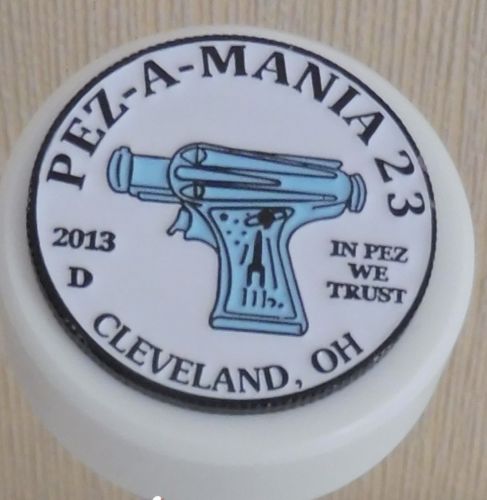 PEZ-A-MANIA 23
2013
D
IN PEZ
WE
TRUST
CLEVELAND, OH